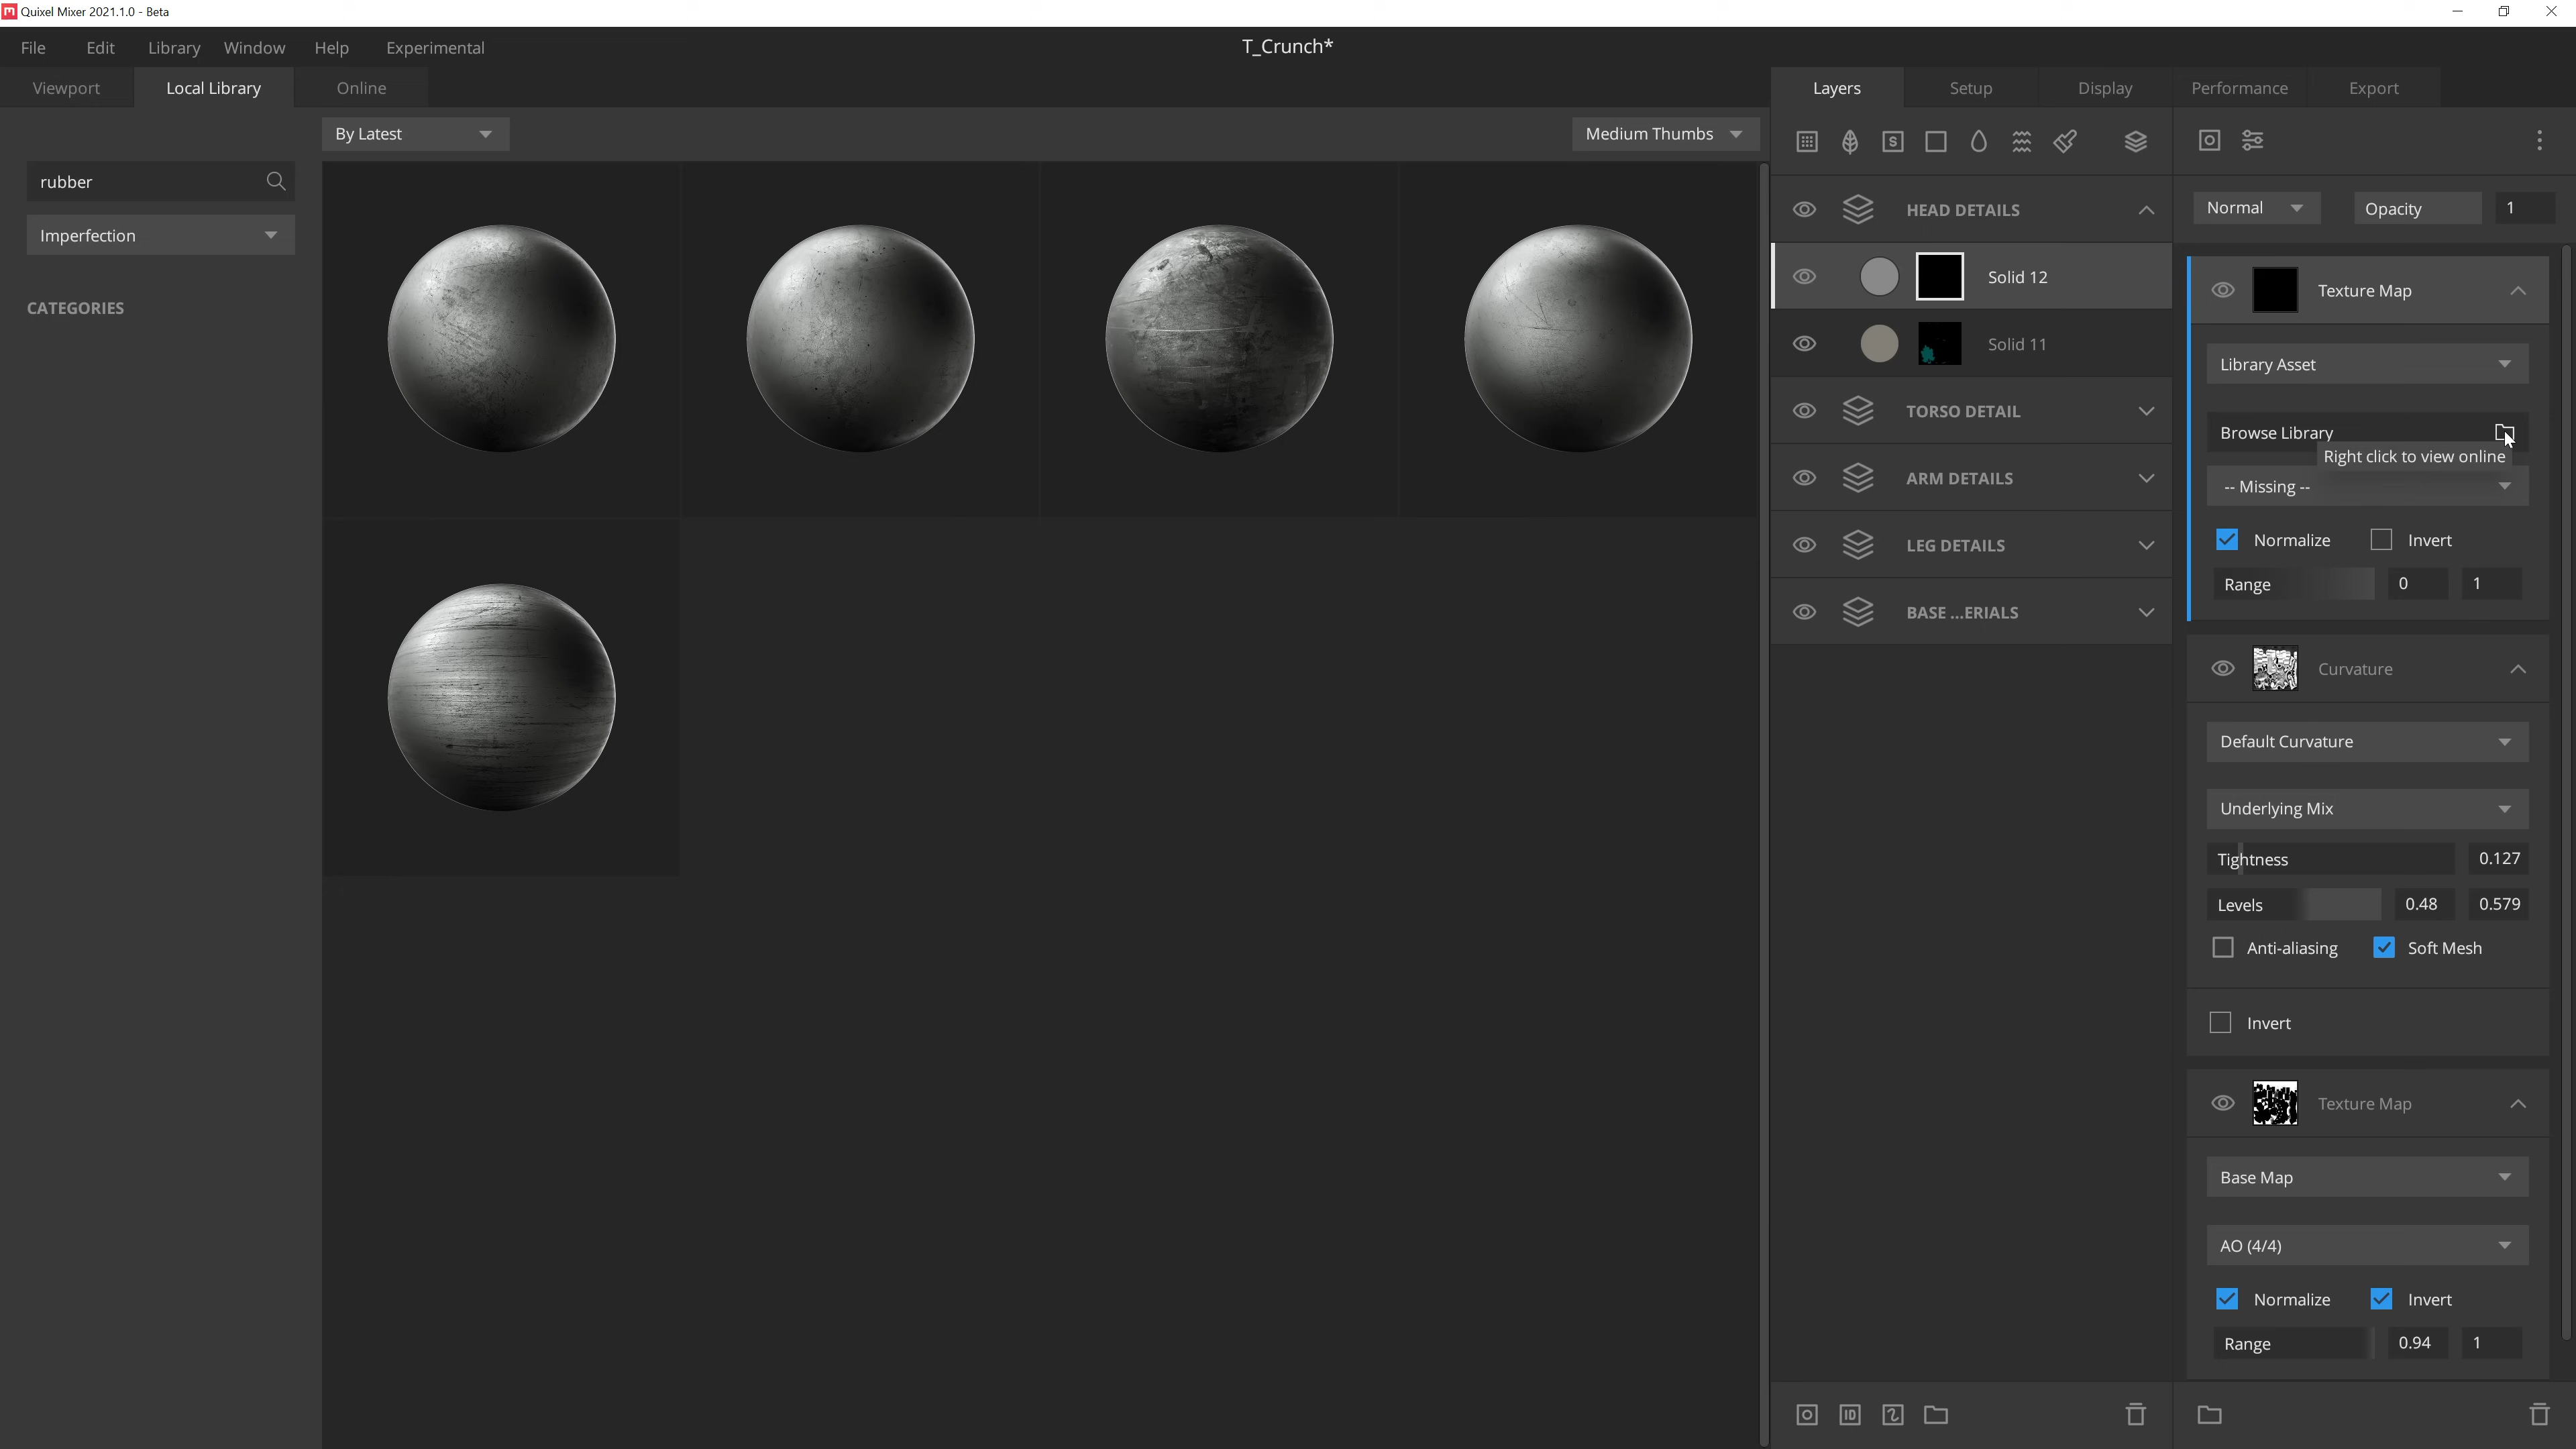 Quixel Mixer 2021.1.0 - Beta
File Edit Library Window Help Experimental
T_Crunch*
Viewport Local Library Online
Layers Setup Display Performance Export
By Latest
Medium Thumbs
rubber
Imperfection
CATEGORIES
HEAD DETAILS
Solid 12
Solid 11
TORSO DETAIL
ARM DETAILS
LEG DETAILS
BASE ...ERIALS
Normal
Opacity 1
Texture Map
Library Asset
Browse Library
Right click to view online
-- Missing --
Normalize Invert
Range 0 1
Curvature
Default Curvature
Underlying Mix
Tightness 0.127
Levels 0.48 0.579
Anti-aliasing Soft Mesh
Invert
Texture Map
Base Map
AO (4/4)
Normalize Invert
Range 0.94 1